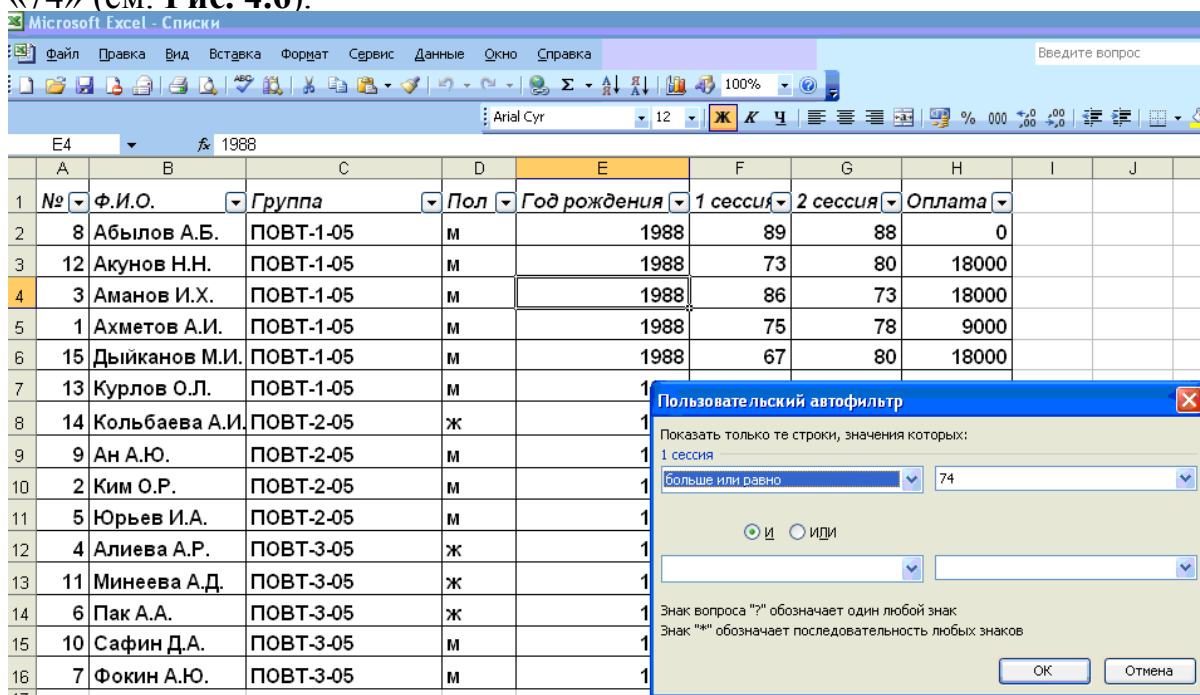 «74» (см. Рис. 4.6).
Microsoft Excel - Списки
Файл Правка Вид Вставка Формат Сервис Данные Окно Справка Введите вопрос
100%
Arial Cyr 12 Ж К Ч % 000
E4 fx 1988
A B C D E F G H I J
1 № Ф.И.О. Группа Пол Год рождения 1 сессия 2 сессия Оплата
2 8 Абылов А.Б. ПОВТ-1-05 м 1988 89 88 0
3 12 Акунов Н.Н. ПОВТ-1-05 м 1988 73 80 18000
4 3 Аманов И.Х. ПОВТ-1-05 м 1988 86 73 18000
5 1 Ахметов А.И. ПОВТ-1-05 м 1988 75 78 9000
6 15 Дыйканов М.И. ПОВТ-1-05 м 1988 67 80 18000
7 13 Курлов О.Л. ПОВТ-1-05 м
8 14 Кольбаева А.И. ПОВТ-2-05 ж 1
9 9 Ан А.Ю. ПОВТ-2-05 м 1
10 2 Ким О.Р. ПОВТ-2-05 м 1
11 5 Юрьев И.А. ПОВТ-2-05 м 1
12 4 Алиева А.Р. ПОВТ-3-05 ж 1
13 11 Минеева А.Д. ПОВТ-3-05 ж 1
14 6 Пак А.А. ПОВТ-3-05 ж 1
15 10 Сафин Д.А. ПОВТ-3-05 м 1
16 7 Фокин А.Ю. ПОВТ-3-05 м 1
Пользовательский автофильтр
Показать только те строки, значения которых:
1 сессия
больше или равно 74
И ИЛИ
Знак вопроса "?" обозначает один любой знак
Знак "*" обозначает последовательность любых знаков
OK Отмена